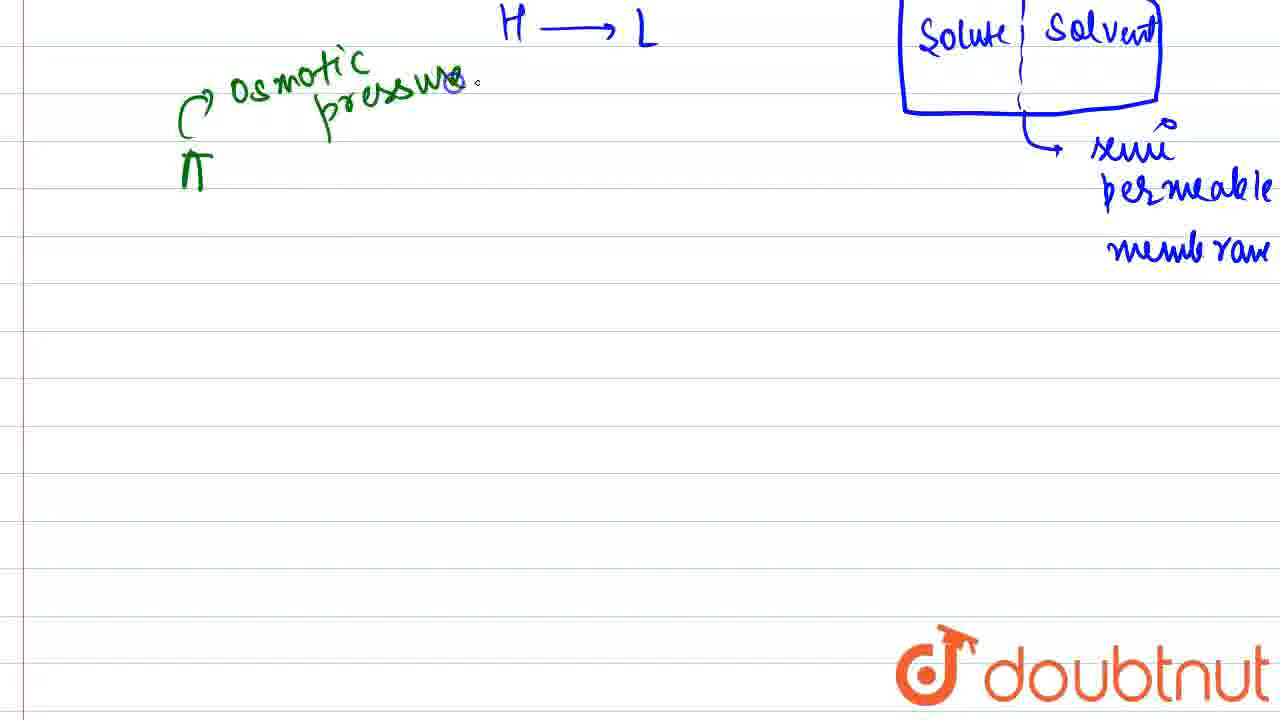 H → L
Solute Solvent
osmotic
pressure
π
semi
permeable
membrane
doubtnut